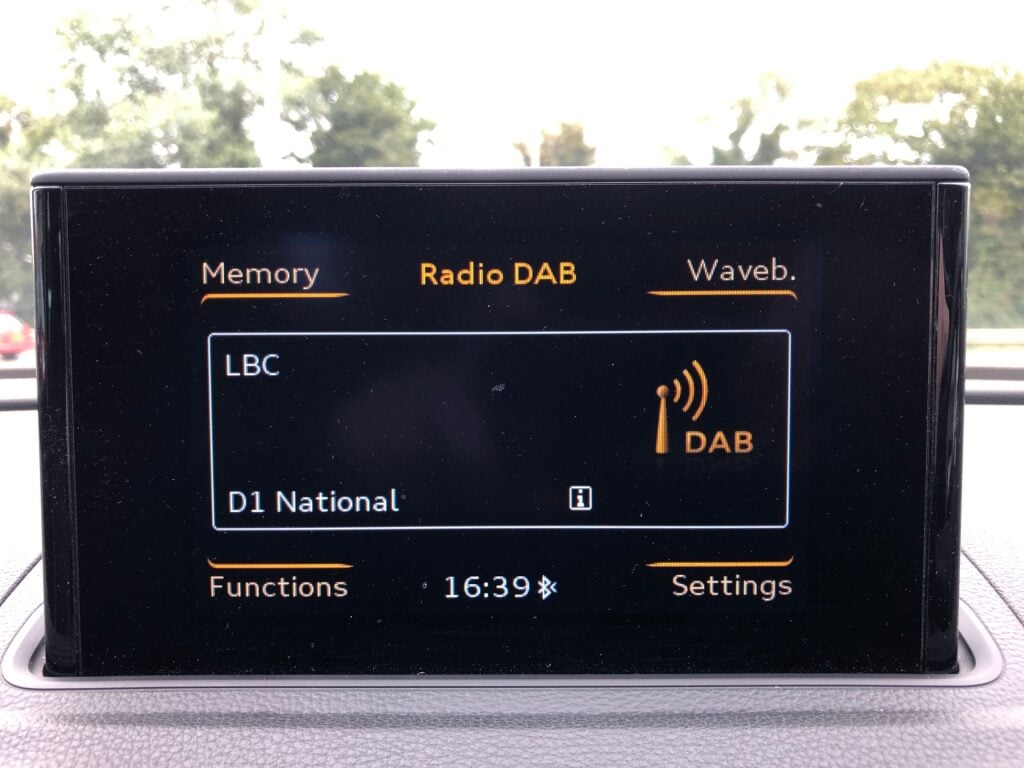 Memory Radio DAB Waveb.
LBC
DAB
D1 National
Functions 16:39 Settings